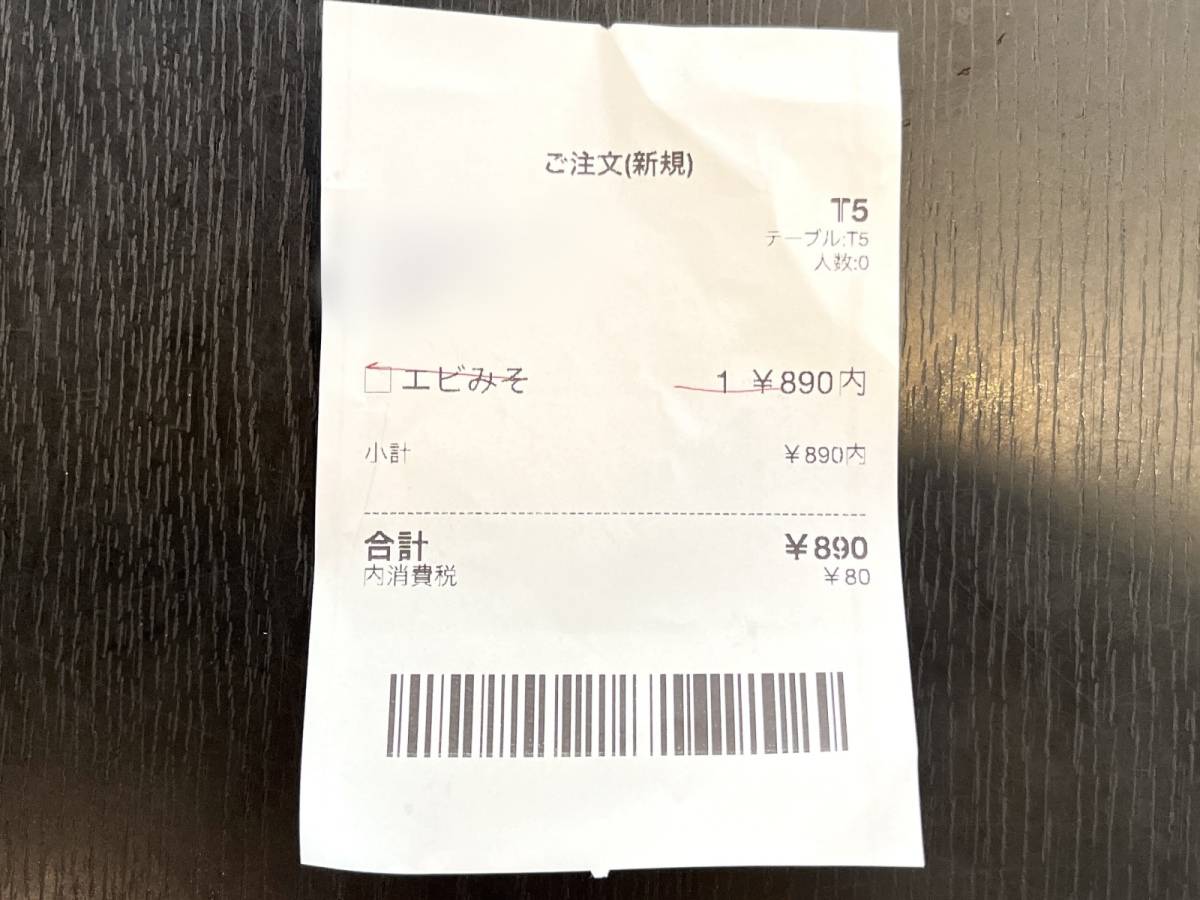 ご注文(新規)
T5
テーブル:T5
人数:0
エビみそ 1 ¥890内
小計 ¥890内
合計 ¥890
内消費税 ¥80